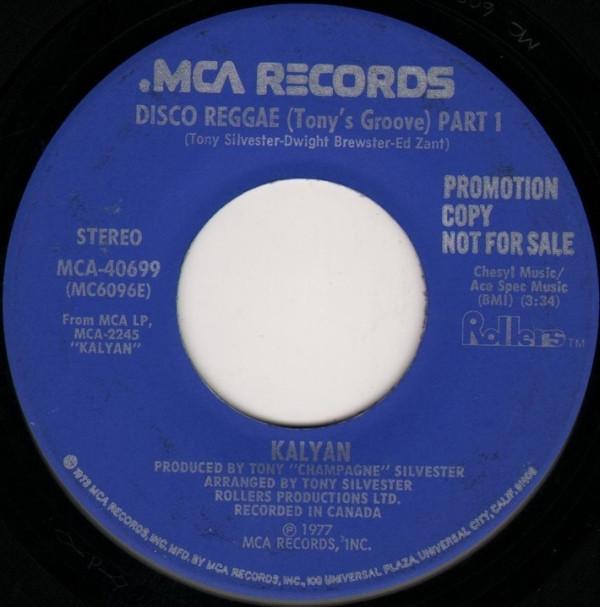 MCA RECORDS
DISCO REGGAE (Tony's Groove) PART 1
(Tony Silvester-Dwight Brewster-Ed Zant)
PROMOTION
COPY
NOT FOR SALE
STEREO
MCA-40699
(MC6096E)
Chesyl Music/
Ace Spec Music
(BMI) (3:34)
From MCA LP,
MCA-2245
"KALYAN"
Rollers TM
KALYAN
PRODUCED BY TONY "CHAMPAGNE" SILVESTER
ARRANGED BY TONY SILVESTER
ROLLERS PRODUCTIONS LTD.
RECORDED IN CANADA
℗ 1977
MCA RECORDS, INC.
© 1973 MCA RECORDS, INC. MFD. BY MCA RECORDS, INC., 100 UNIVERSAL PLAZA, UNIVERSAL CITY, CALIF. 91608